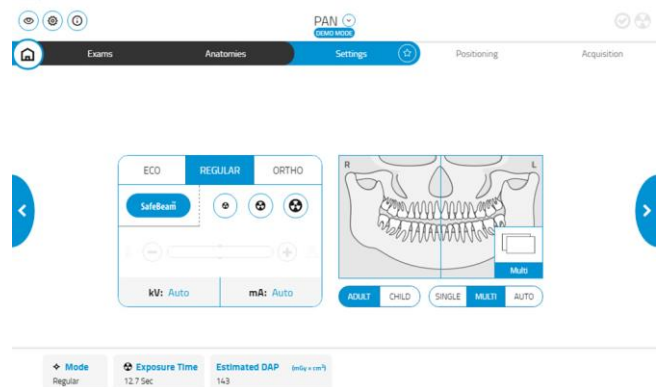 PAN
DEMO MODE
Exams Anatomies Settings Positioning Acquisition
ECO REGULAR ORTHO
SafeBeam
kV: Auto mA: Auto
R L
Multi
ADULT CHILD SINGLE MULTI AUTO
Mode Exposure Time Estimated DAP (mGy × cm²)
Regular 12.7 Sec 143